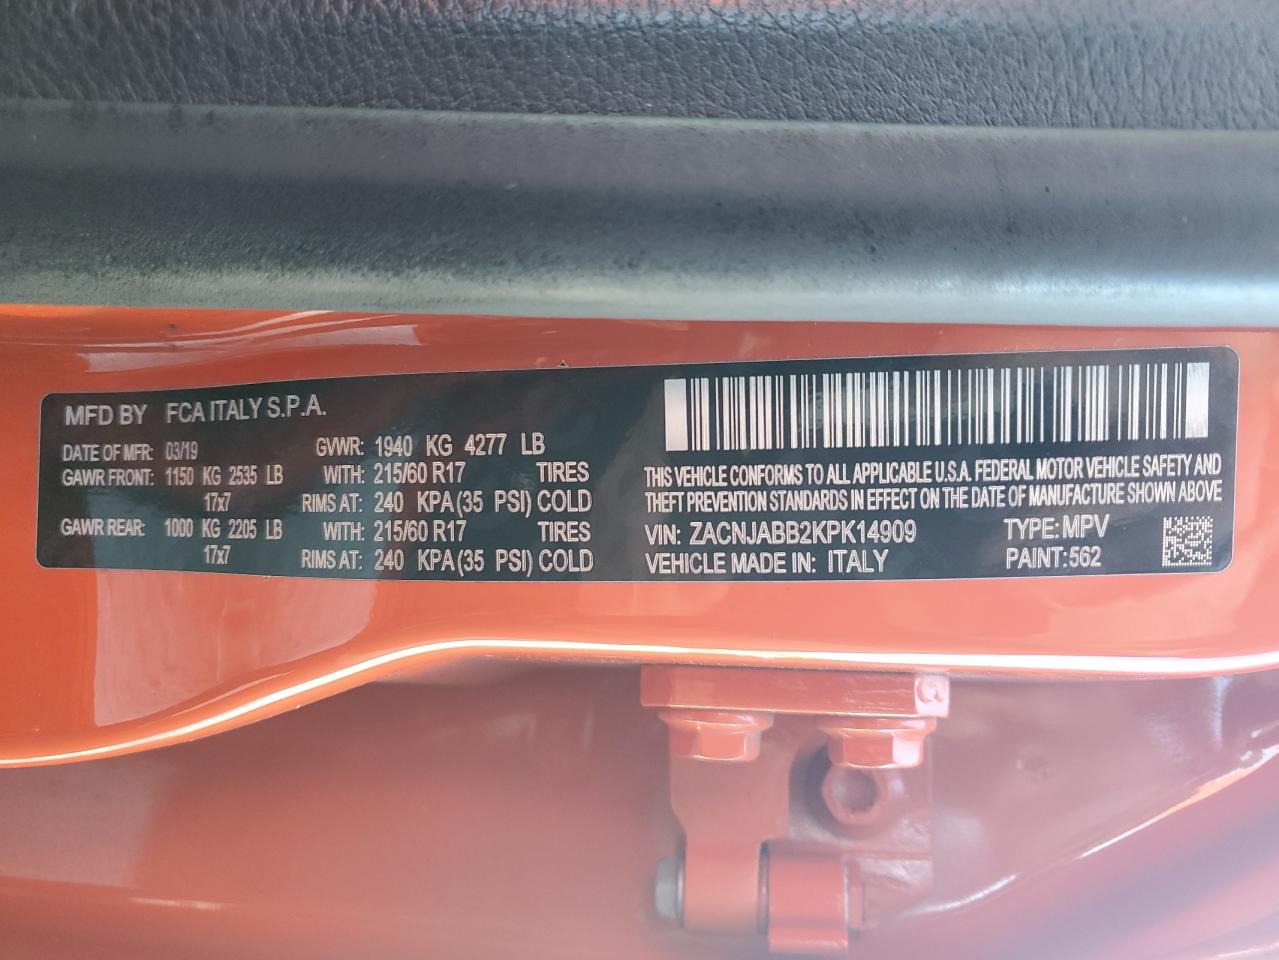 MFD BY FCA ITALY S.P.A.
DATE OF MFR: 03/19 GVWR: 1940 KG 4277 LB
GAWR FRONT: 1150 KG 2535 LB WITH: 215/60 R17 TIRES
17x7 RIMS AT: 240 KPA(35 PSI) COLD
GAWR REAR: 1000 KG 2205 LB WITH: 215/60 R17 TIRES
17x7 RIMS AT: 240 KPA(35 PSI) COLD
THIS VEHICLE CONFORMS TO ALL APPLICABLE U.S.A. FEDERAL MOTOR VEHICLE SAFETY AND
THEFT PREVENTION STANDARDS IN EFFECT ON THE DATE OF MANUFACTURE SHOWN ABOVE
VIN: ZACNJABB2KPK14909 TYPE: MPV
VEHICLE MADE IN: ITALY PAINT: 562